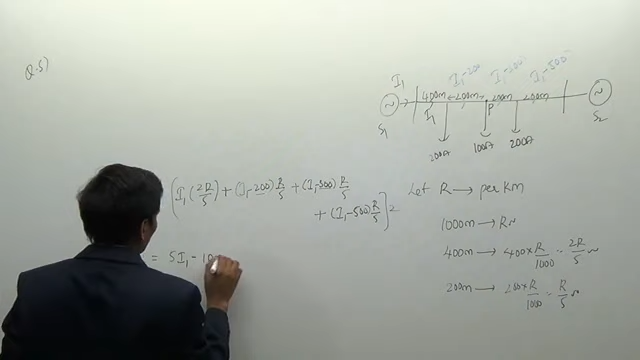 Q.5)
I₁
I₁-200
I₁-300
I₁-500
400m
200m
200m
200m
I₁
P
S₁
S₂
200A
100A
200A
[I₁(2R/5) + (I₁-200)R/5 + (I₁-300)R/5
+ (I₁-500)R/5]2
= 5I₁-10
Let R → per km
1000m → RΩ
400m → 400×R/1000 = 2R/5 Ω
200m → 200×R/1000 = R/5 Ω